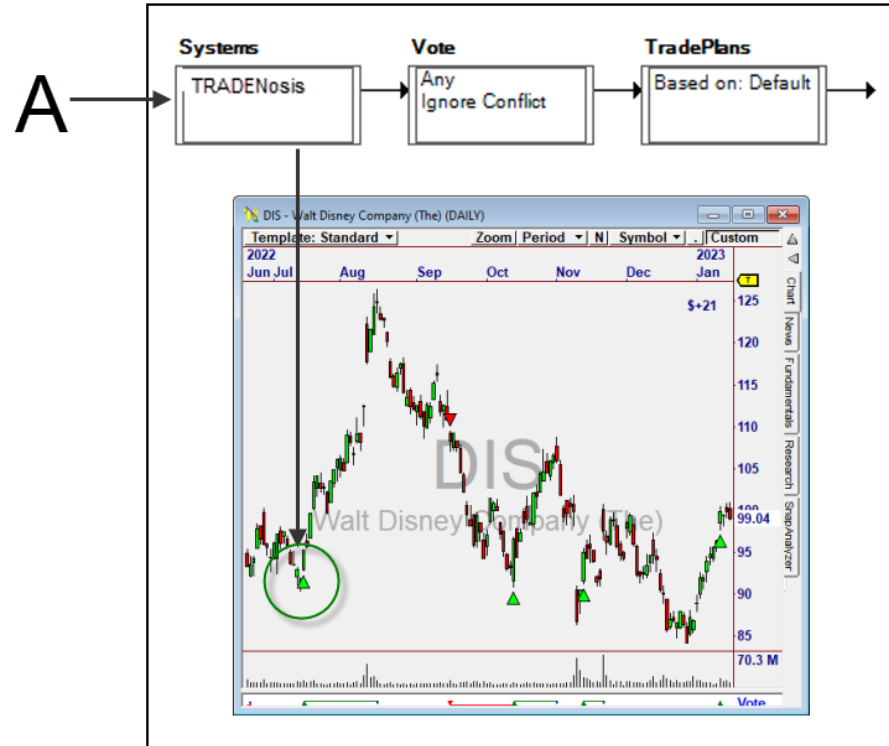 Systems Vote TradePlans
A
TRADENosis
Any
Ignore Conflict
Based on: Default
DIS - Walt Disney Company (The) (DAILY)
Template: Standard Zoom Period N Symbol . Custom
2022 2023
Jun Jul Aug Sep Oct Nov Dec Jan
T
$+21
125
120
115
110
105
100
99.04
95
90
85
DIS
Walt Disney Company (The)
70.3 M
Vote
Chart
News
Fundamentals
Research
SnapAnalyzer